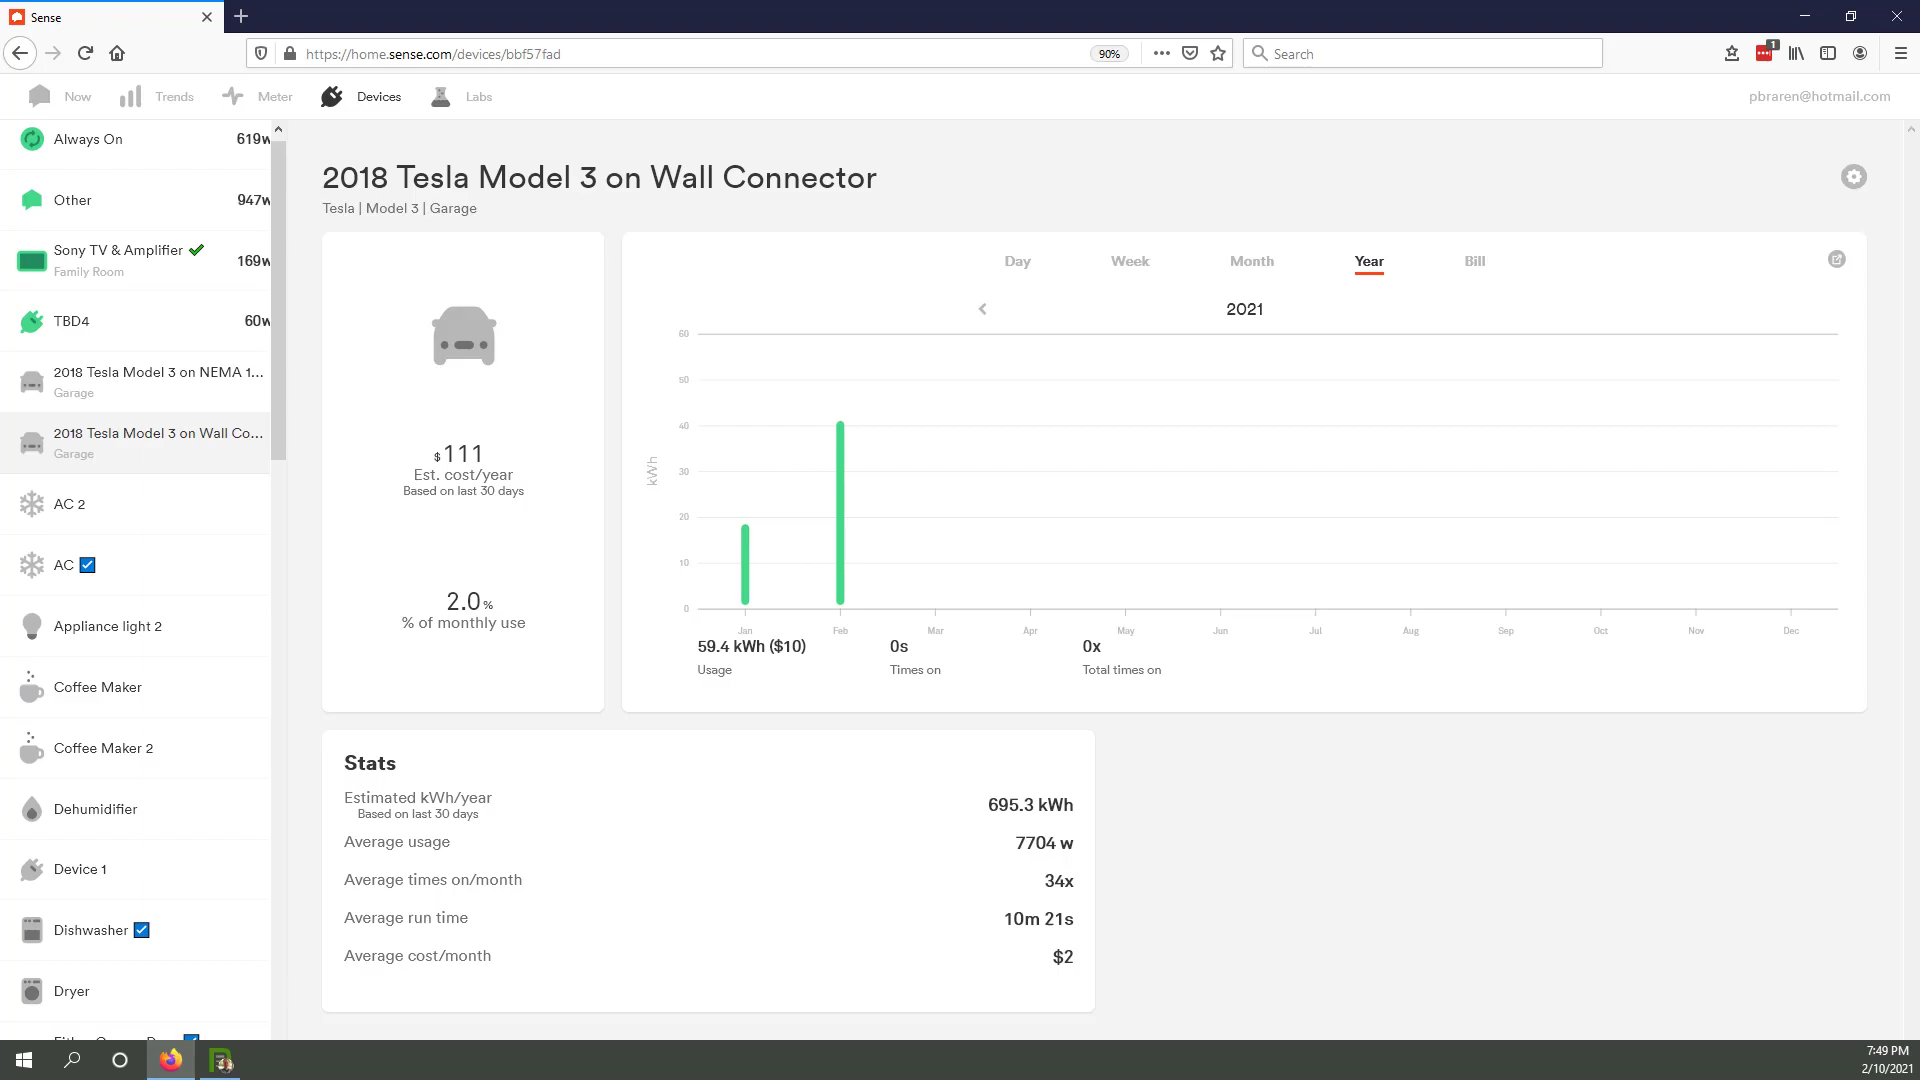 Sense
https://home.sense.com/devices/bbf57fad
90%
Search
1
Now
Trends
Meter
Devices
Labs
pbraren@hotmail.com
Always On
619w
Other
947w
Sony TV & Amplifier
Family Room
169w
TBD4
60w
2018 Tesla Model 3 on NEMA 1...
Garage
2018 Tesla Model 3 on Wall Co...
Garage
AC 2
AC
Appliance light 2
Coffee Maker
Coffee Maker 2
Dehumidifier
Device 1
Dishwasher
Dryer
2018 Tesla Model 3 on Wall Connector
Tesla | Model 3 | Garage
$111
Est. cost/year
Based on last 30 days
2.0%
% of monthly use
Day Week Month Year Bill
2021
60
50
40
30
20
10
0
kWh
Jan Feb Mar Apr May Jun Jul Aug Sep Oct Nov Dec
59.4 kWh ($10)
Usage
0s
Times on
0x
Total times on
Stats
Estimated kWh/year
Based on last 30 days
695.3 kWh
Average usage
7704 w
Average times on/month
34x
Average run time
10m 21s
Average cost/month
$2
7:49 PM
2/10/2021